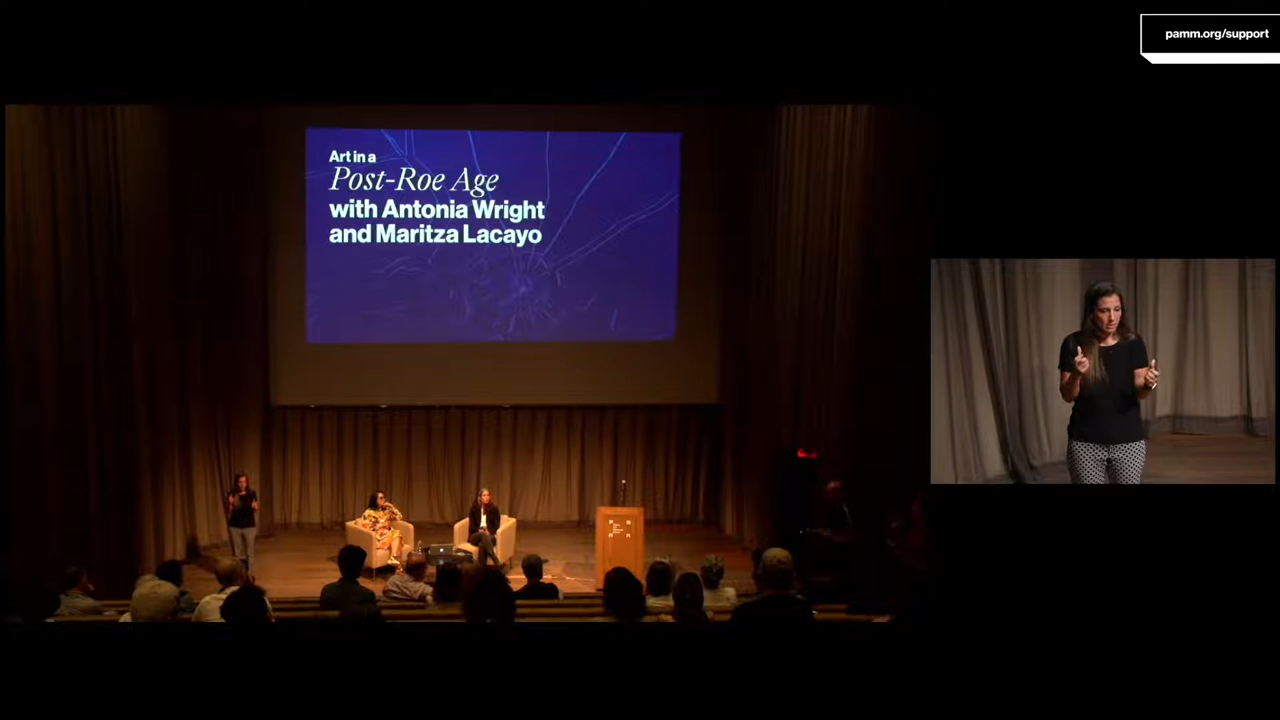 pamm.org/support
Art in a
Post-Roe Age
with Antonia Wright
and Maritza Lacayo